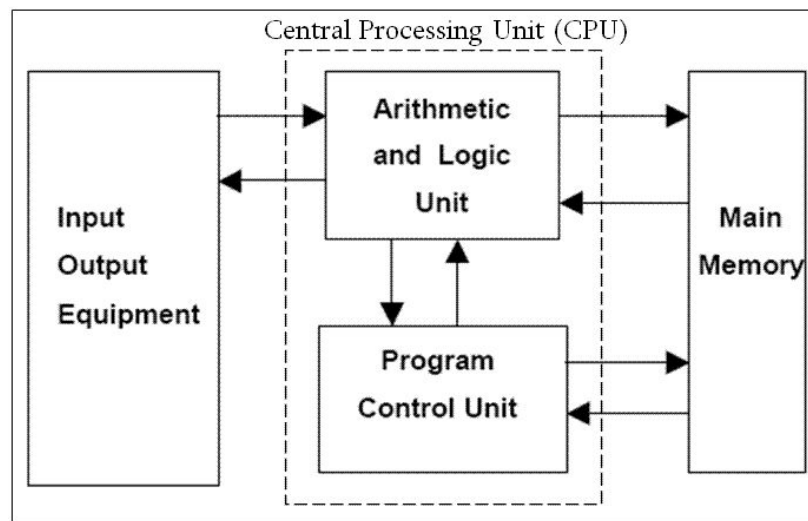 Central Processing Unit (CPU)
Input
Output
Equipment
Arithmetic
and Logic
Unit
Program
Control Unit
Main
Memory